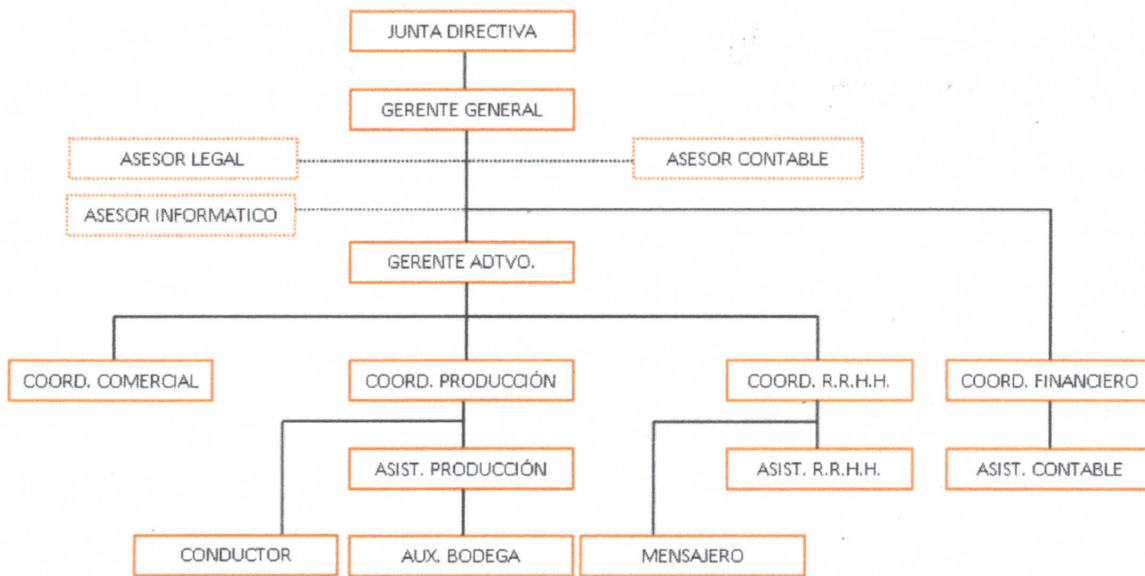 JUNTA DIRECTIVA
GERENTE GENERAL
ASESOR LEGAL
ASESOR CONTABLE
ASESOR INFORMATICO
GERENTE ADTVO.
COORD. COMERCIAL
COORD. PRODUCCIÓN
COORD. R.R.H.H.
COORD. FINANCIERO
ASIST. PRODUCCIÓN
ASIST. R.R.H.H.
ASIST. CONTABLE
CONDUCTOR
AUX. BODEGA
MENSAJERO